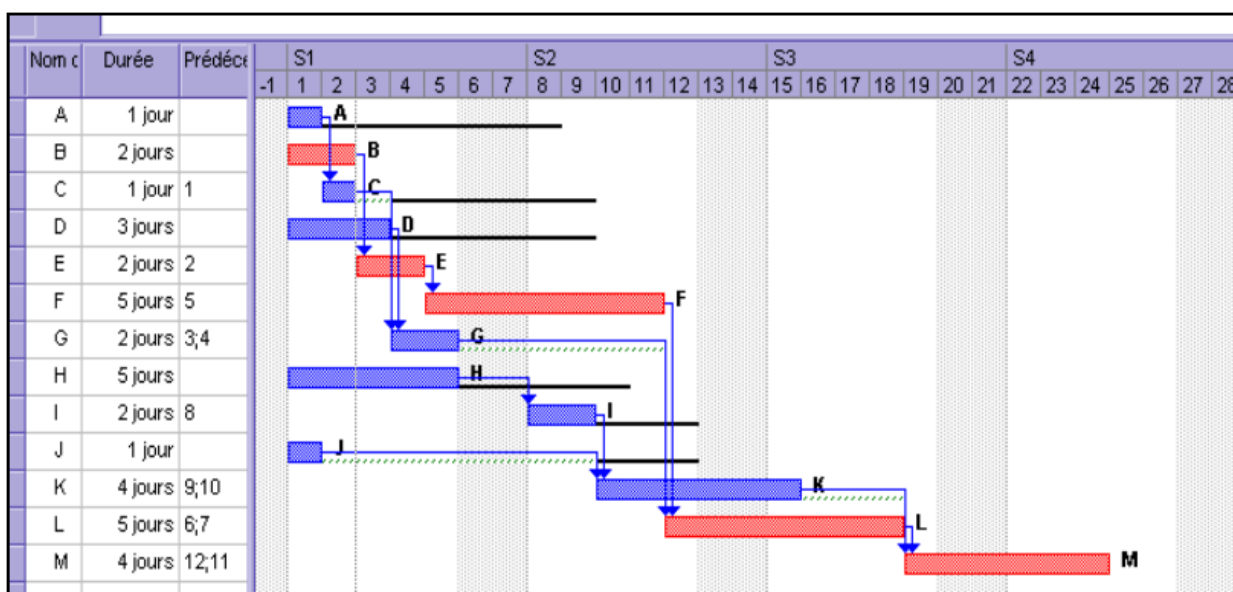 Nom c Durée Prédéce S1 S2 S3 S4
-1 1 2 3 4 5 6 7 8 9 10 11 12 13 14 15 16 17 18 19 20 21 22 23 24 25 26 27 28
A 1 jour A
B 2 jours B
C 1 jour 1 C
D 3 jours D
E 2 jours 2 E
F 5 jours 5 F
G 2 jours 3;4 G
H 5 jours H
I 2 jours 8 I
J 1 jour J
K 4 jours 9;10 K
L 5 jours 6;7 L
M 4 jours 12;11 M